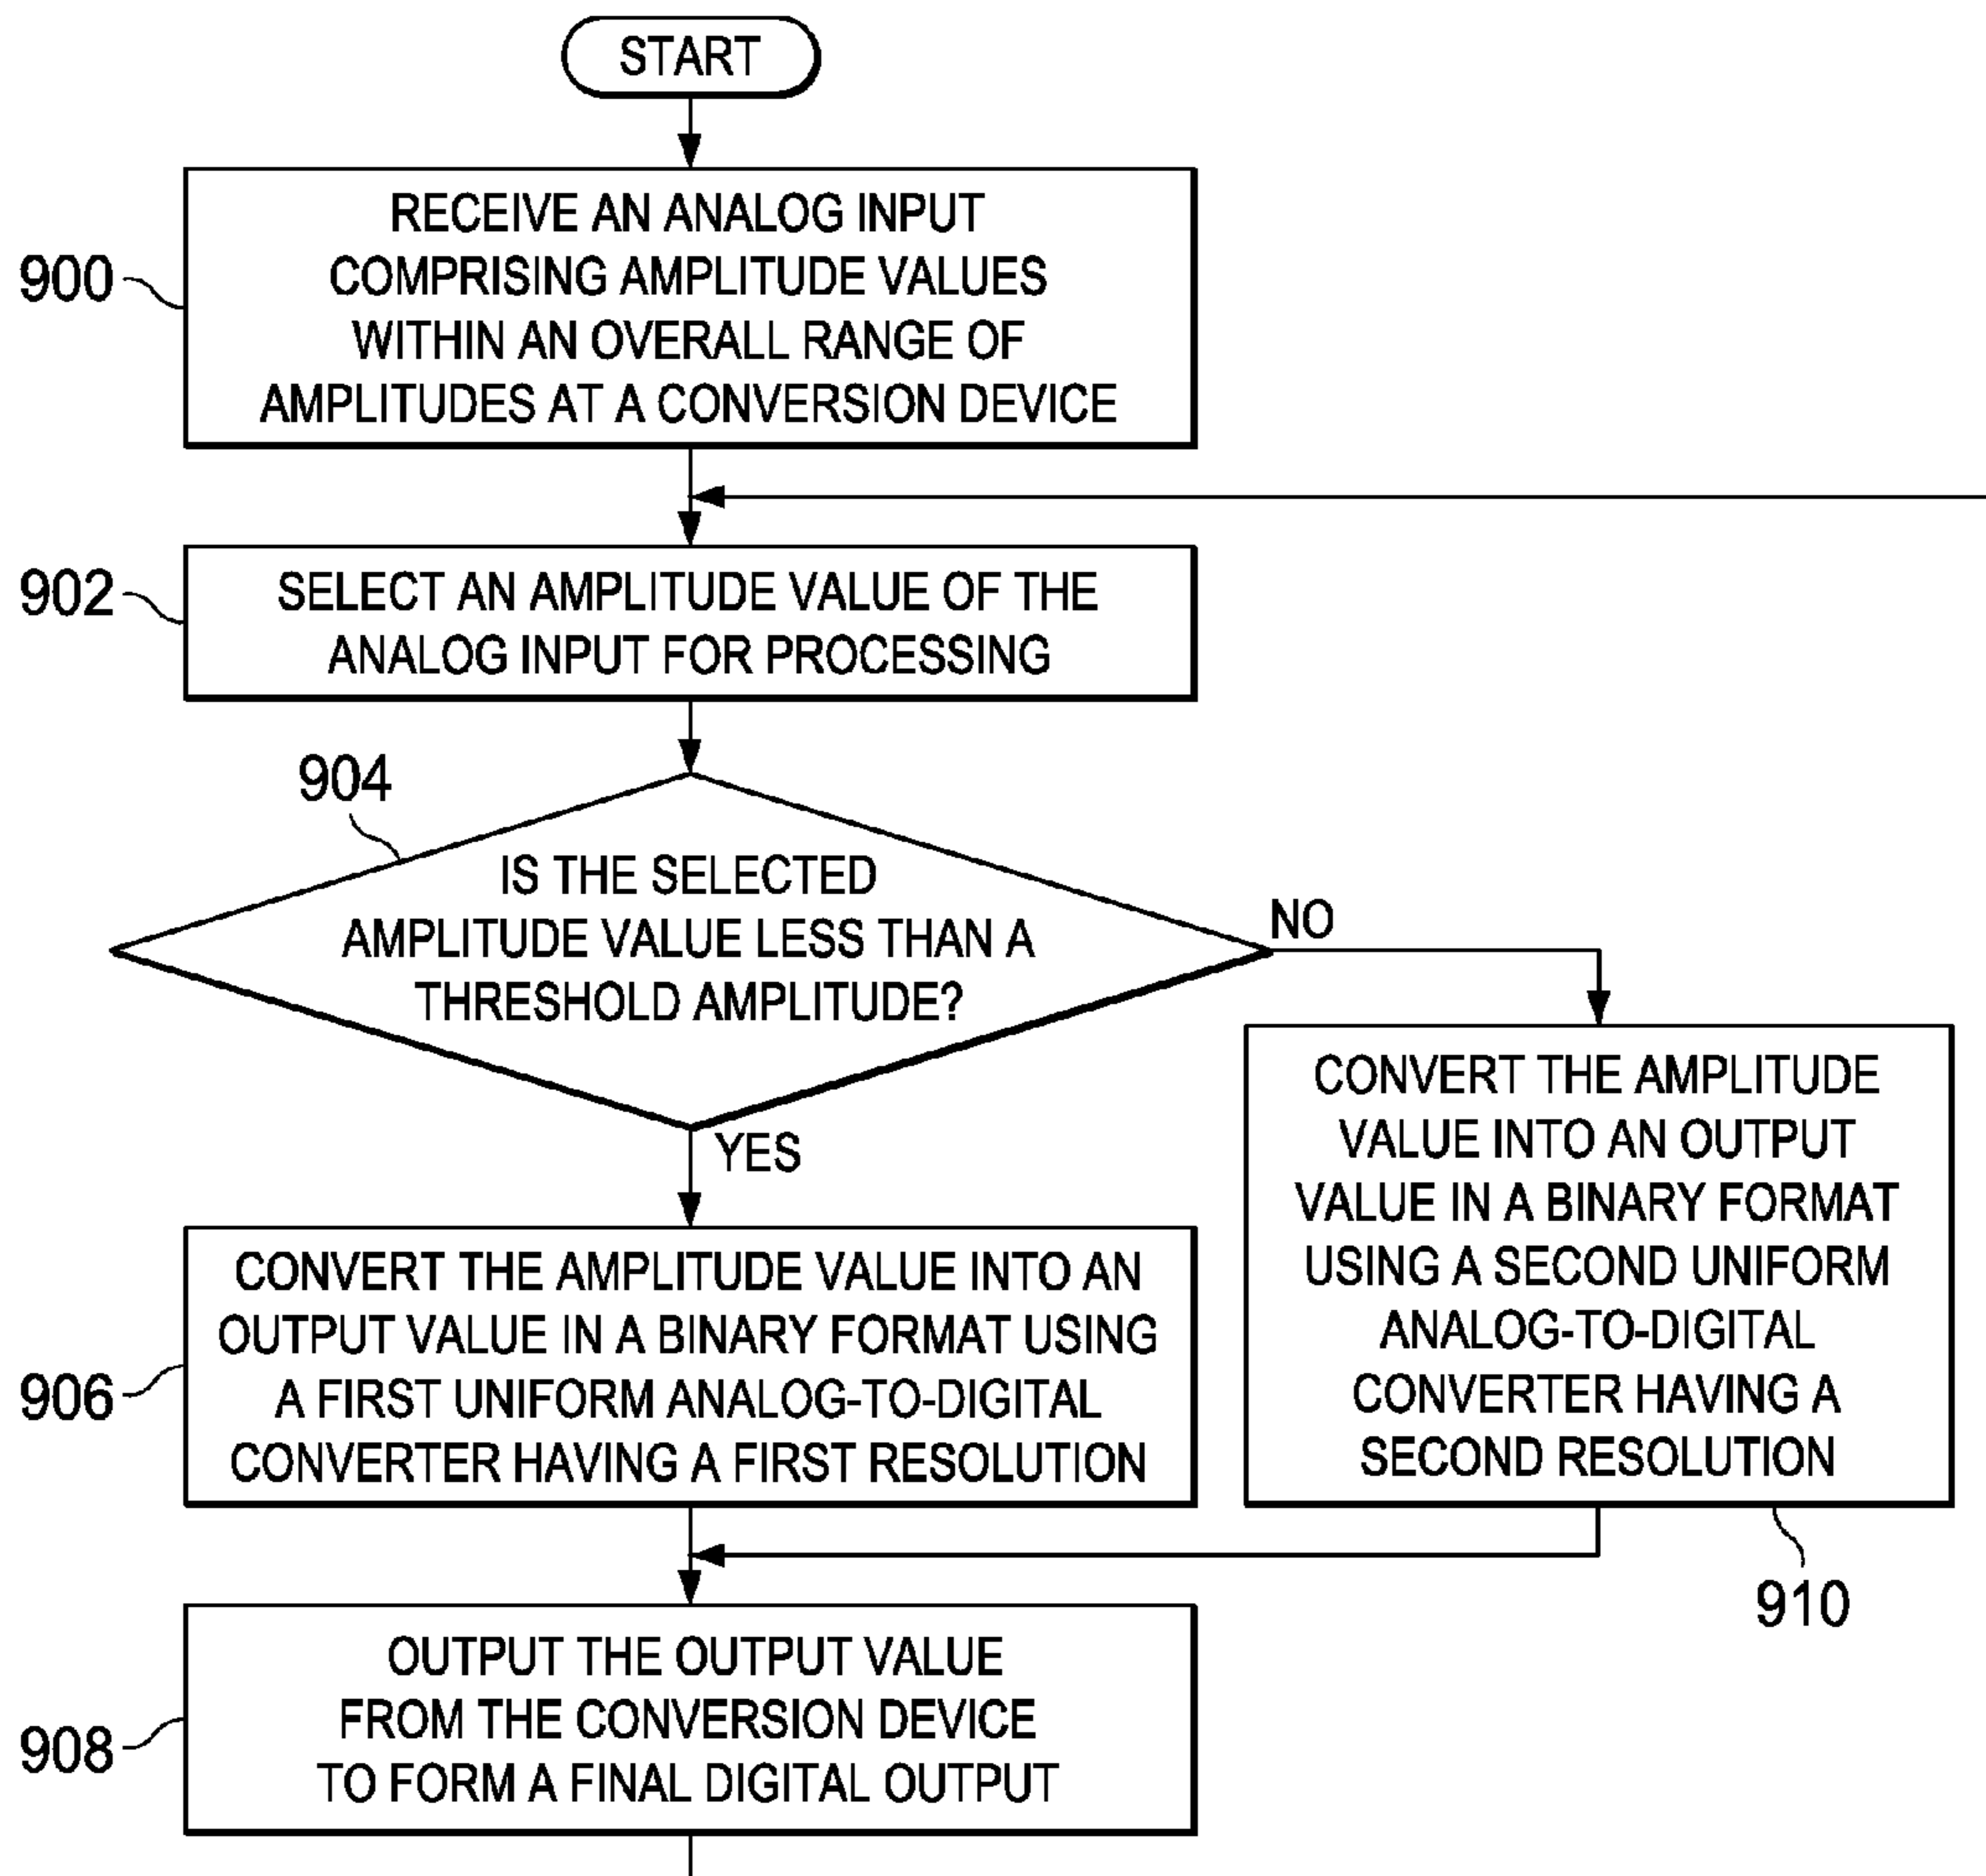 START
RECEIVE AN ANALOG INPUT
COMPRISING AMPLITUDE VALUES
WITHIN AN OVERALL RANGE OF
AMPLITUDES AT A CONVERSION DEVICE
900
SELECT AN AMPLITUDE VALUE OF THE
ANALOG INPUT FOR PROCESSING
902
904
IS THE SELECTED
AMPLITUDE VALUE LESS THAN A
THRESHOLD AMPLITUDE?
NO
YES
CONVERT THE AMPLITUDE
VALUE INTO AN OUTPUT
VALUE IN A BINARY FORMAT
USING A SECOND UNIFORM
ANALOG-TO-DIGITAL
CONVERTER HAVING A
SECOND RESOLUTION
910
CONVERT THE AMPLITUDE VALUE INTO AN
OUTPUT VALUE IN A BINARY FORMAT USING
A FIRST UNIFORM ANALOG-TO-DIGITAL
CONVERTER HAVING A FIRST RESOLUTION
906
OUTPUT THE OUTPUT VALUE
FROM THE CONVERSION DEVICE
TO FORM A FINAL DIGITAL OUTPUT
908